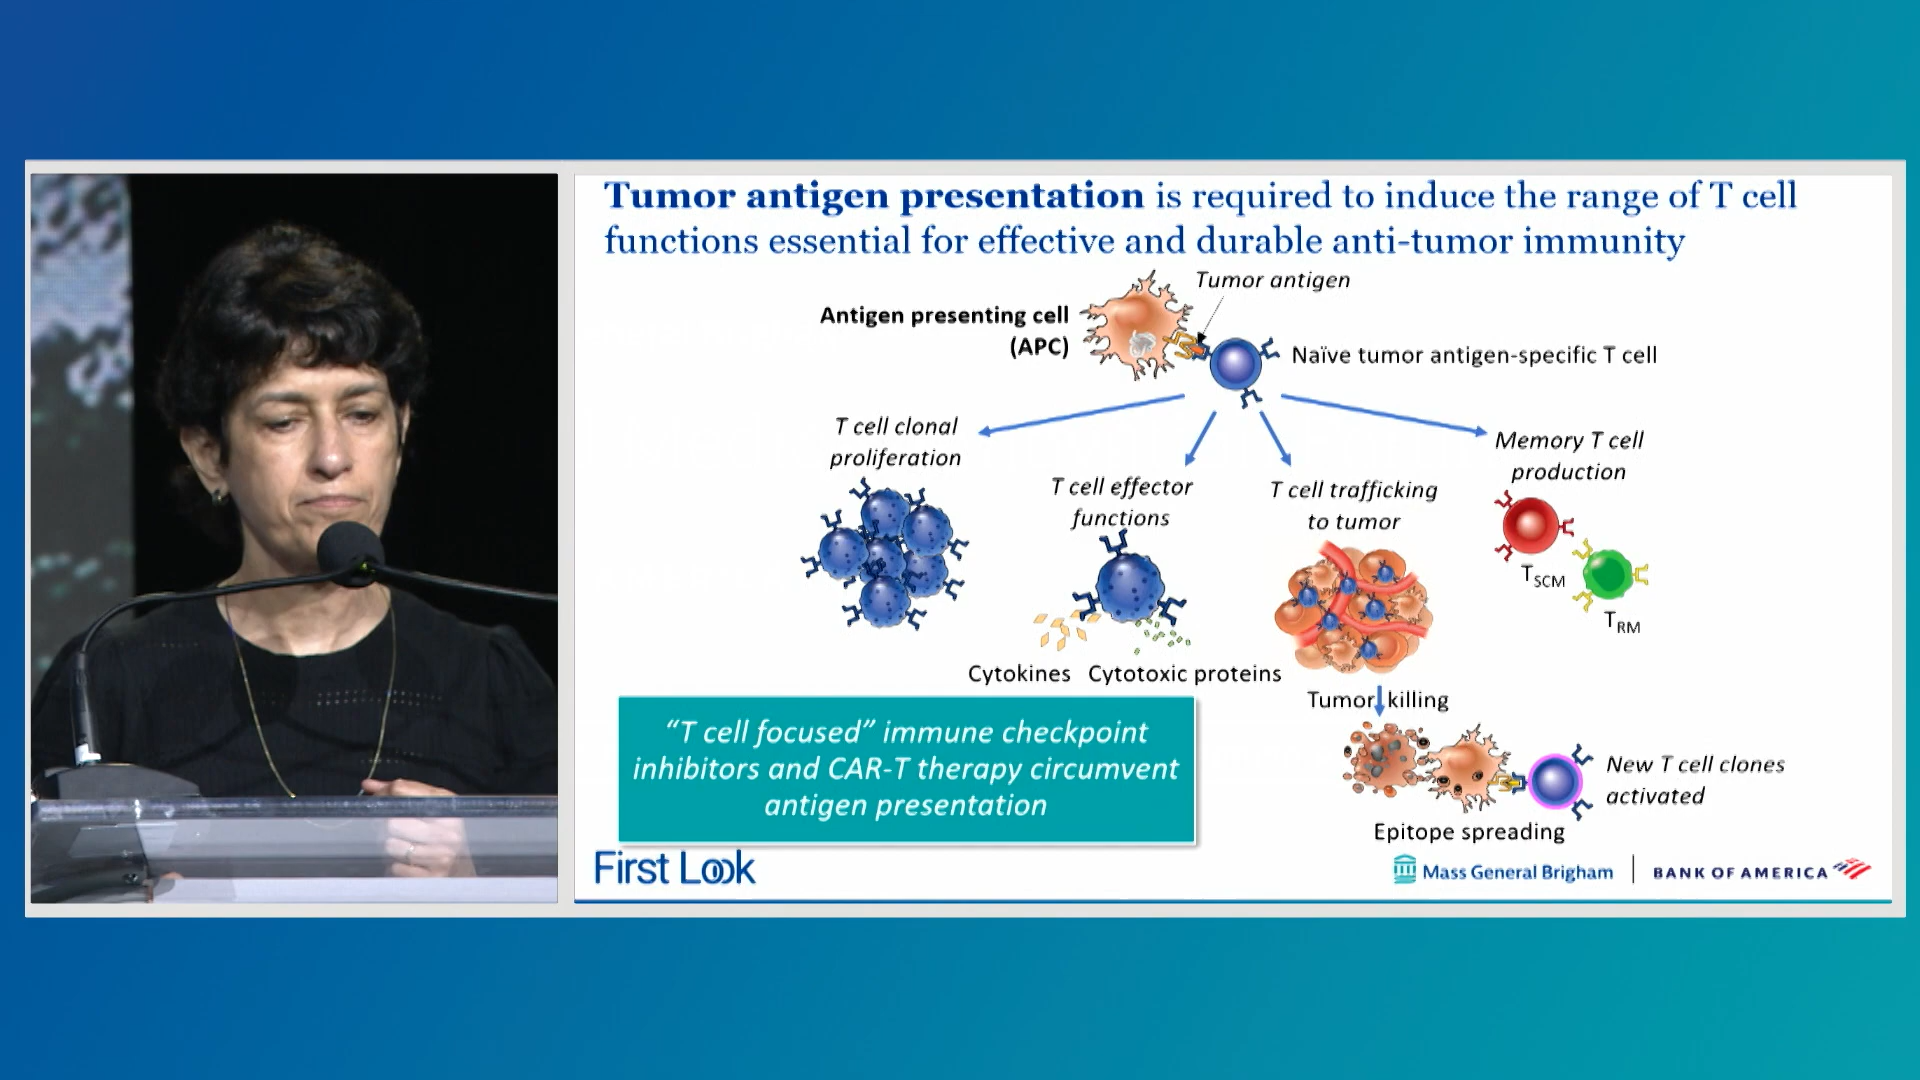 Tumor antigen presentation is required to induce the range of T cell
functions essential for effective and durable anti-tumor immunity
Tumor antigen
Antigen presenting cell
(APC)
Naïve tumor antigen-specific T cell
T cell clonal
proliferation
T cell effector
functions
T cell trafficking
to tumor
Memory T cell
production
TSCM
TRM
Cytokines
Cytotoxic proteins
Tumor killing
"T cell focused" immune checkpoint
inhibitors and CAR-T therapy circumvent
antigen presentation
New T cell clones
activated
Epitope spreading
First Look
Mass General Brigham
BANK OF AMERICA